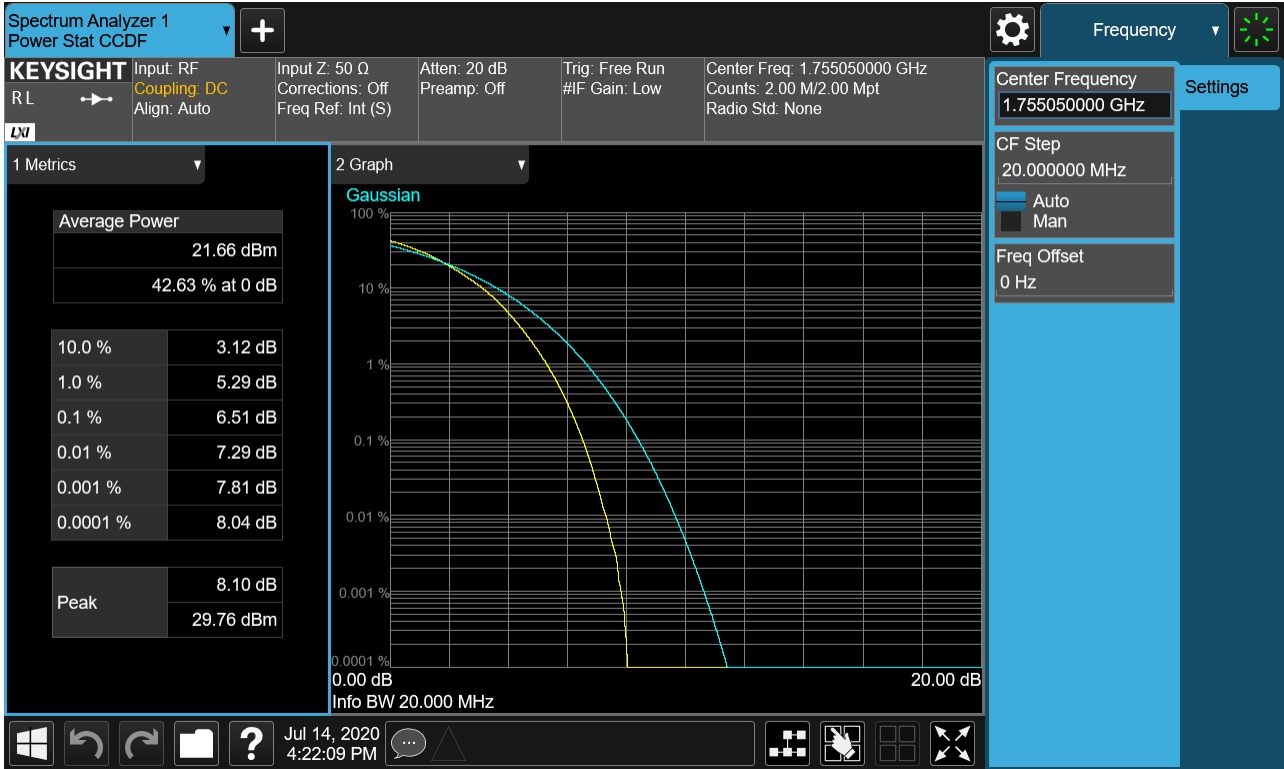 Spectrum Analyzer 1
Power Stat CCDF
Frequency
KEYSIGHT
R L
LXI
Input: RF
Coupling: DC
Align: Auto
Input Z: 50 Ω
Corrections: Off
Freq Ref: Int (S)
Atten: 20 dB
Preamp: Off
Trig: Free Run
#IF Gain: Low
Center Freq: 1.755050000 GHz
Counts: 2.00 M/2.00 Mpt
Radio Std: None
Center Frequency
1.755050000 GHz
Settings
CF Step
20.000000 MHz
Auto
Man
Freq Offset
0 Hz
1 Metrics
Average Power
21.66 dBm
42.63 % at 0 dB
10.0 % 3.12 dB
1.0 % 5.29 dB
0.1 % 6.51 dB
0.01 % 7.29 dB
0.001 % 7.81 dB
0.0001 % 8.04 dB
Peak
8.10 dB
29.76 dBm
2 Graph
Gaussian
100 %
10 %
1 %
0.1 %
0.01 %
0.001 %
0.0001 %
0.00 dB 20.00 dB
Info BW 20.000 MHz
Jul 14, 2020
4:22:09 PM